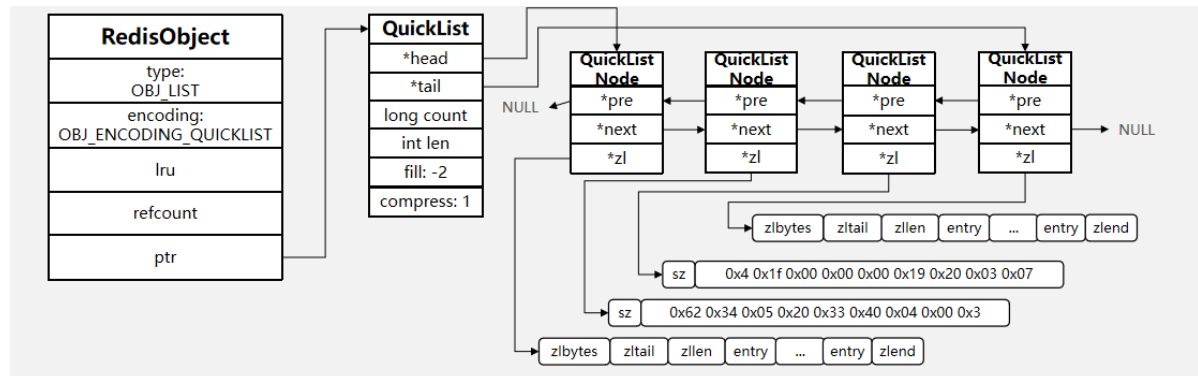 RedisObject
type:
OBJ_LIST
encoding:
OBJ_ENCODING_QUICKLIST
lru
refcount
ptr
QuickList
*head
*tail
long count
int len
fill: -2
compress: 1
NULL
QuickList
Node
*pre
*next
*zl
QuickList
Node
*pre
*next
*zl
QuickList
Node
*pre
*next
*zl
QuickList
Node
*pre
*next
*zl
NULL
zlbytes zltail zllen entry ... entry zlend
sz 0x4 0x1f 0x00 0x00 0x00 0x19 0x20 0x03 0x07
sz 0x62 0x34 0x05 0x20 0x33 0x40 0x04 0x00 0x3
zlbytes zltail zllen entry ... entry zlend